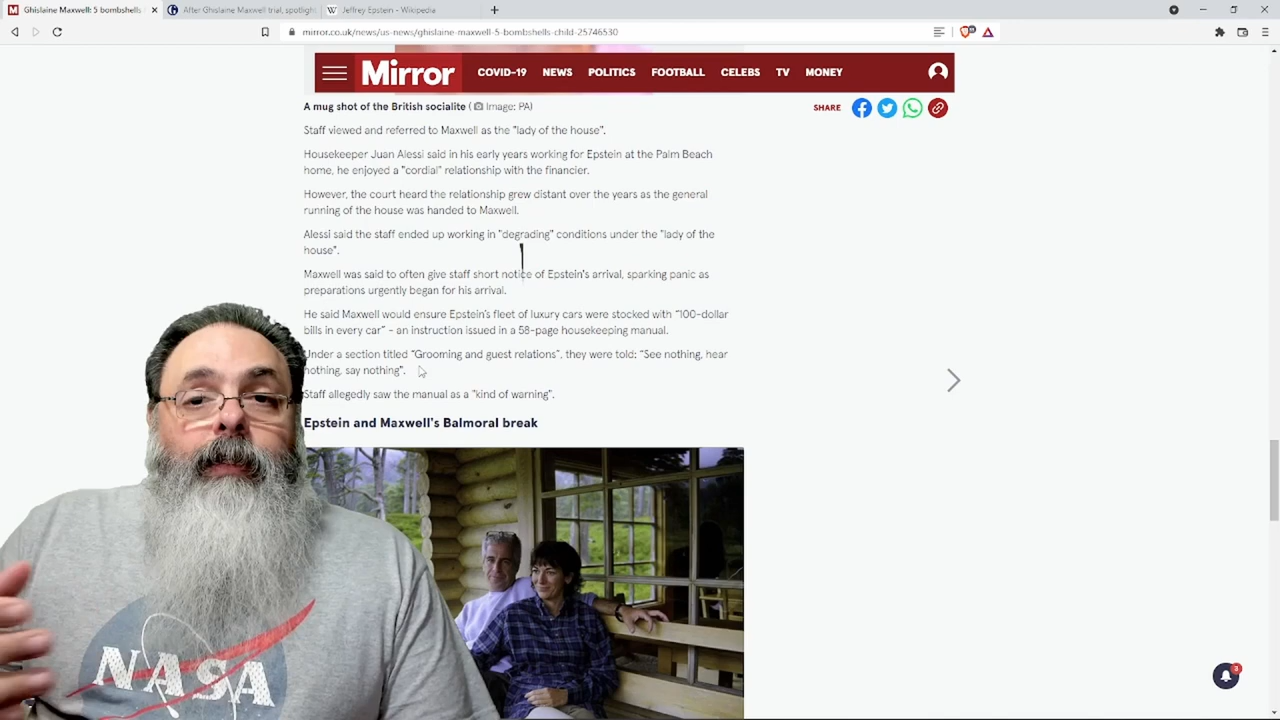 Ghislaine Maxwell: 5 bombshells
After Ghislaine Maxwell trial, spotligh
Jeffrey Epstein - Wikipedia
mirror.co.uk/news/us-news/ghislaine-maxwell-5-bombshells-child-25746530
Mirror COVID-19 NEWS POLITICS FOOTBALL CELEBS TV MONEY
A mug shot of the British socialite ( Image: PA)
SHARE
Staff viewed and referred to Maxwell as the "lady of the house".
Housekeeper Juan Alessi said in his early years working for Epstein at the Palm Beach
home, he enjoyed a "cordial" relationship with the financier.
However, the court heard the relationship grew distant over the years as the general
running of the house was handed to Maxwell.
Alessi said the staff ended up working in "degrading" conditions under the "lady of the
house".
Maxwell was said to often give staff short notice of Epstein's arrival, sparking panic as
preparations urgently began for his arrival.
He said Maxwell would ensure Epstein's fleet of luxury cars were stocked with “100-dollar
bills in every car” - an instruction issued in a 58-page housekeeping manual.
Under a section titled “Grooming and guest relations”, they were told: “See nothing, hear
nothing, say nothing”.
Staff allegedly saw the manual as a "kind of warning".
Epstein and Maxwell's Balmoral break
NASA
3